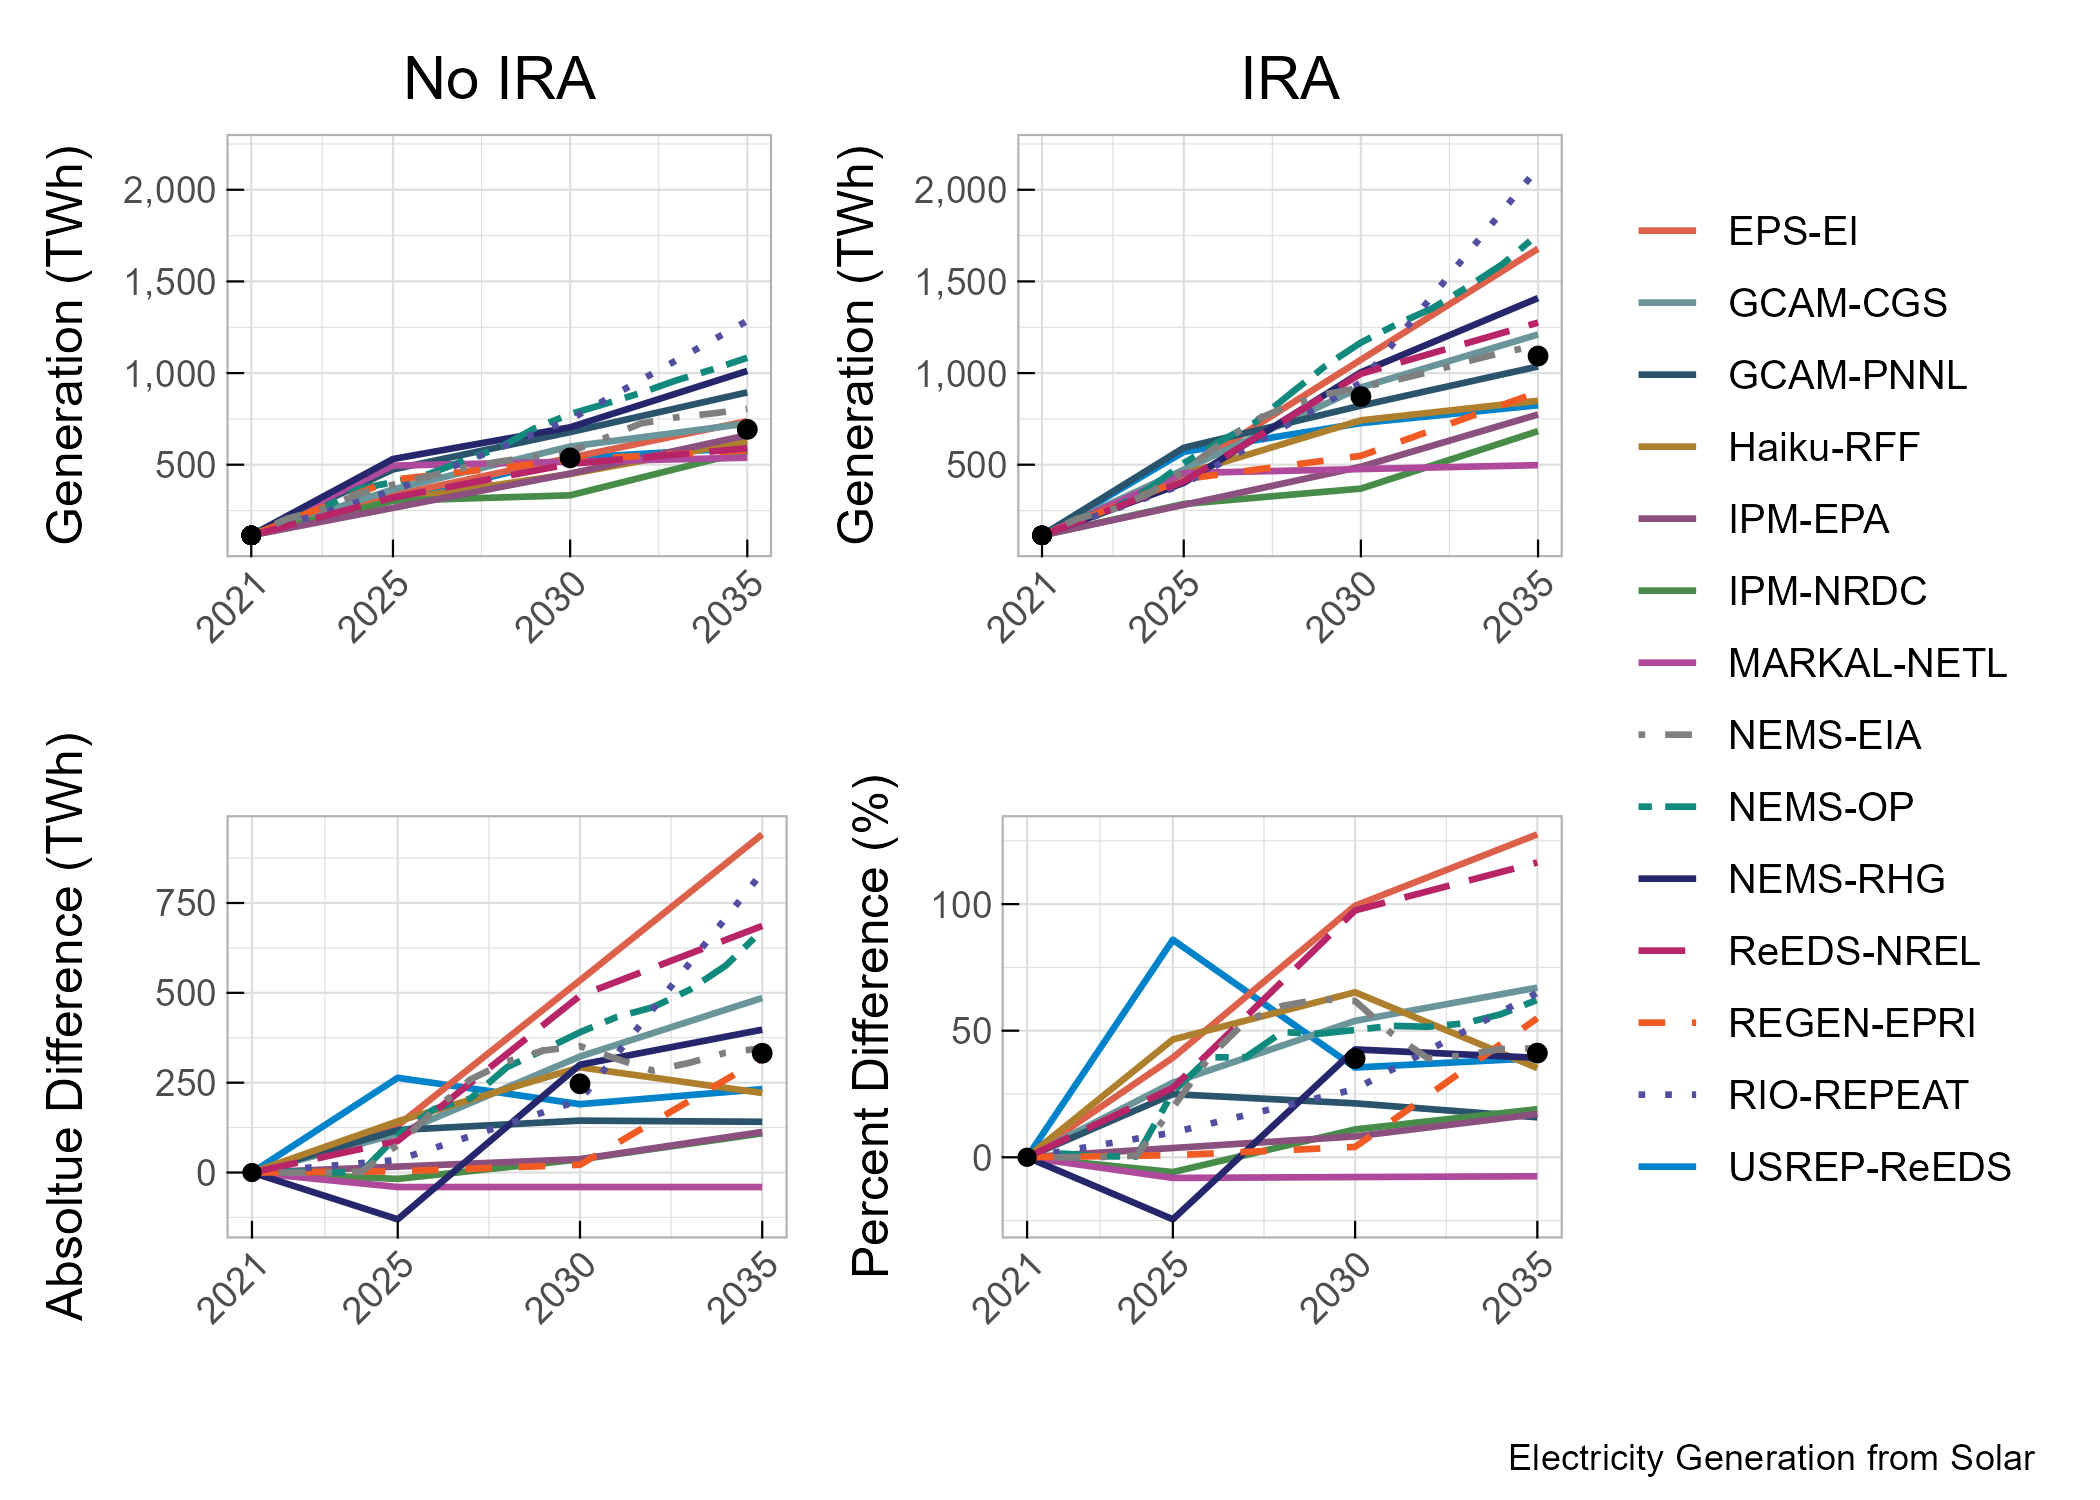 No IRA
IRA
Generation (TWh)
2,000
1,500
1,000
500
2021
2025
2030
2035
Generation (TWh)
2,000
1,500
1,000
500
2021
2025
2030
2035
EPS-EI
GCAM-CGS
GCAM-PNNL
Haiku-RFF
IPM-EPA
IPM-NRDC
MARKAL-NETL
NEMS-EIA
NEMS-OP
NEMS-RHG
ReEDS-NREL
REGEN-EPRI
RIO-REPEAT
USREP-ReEDS
Absoltue Difference (TWh)
750
500
250
0
2021
2025
2030
2035
Percent Difference (%)
100
50
0
2021
2025
2030
2035
Electricity Generation from Solar